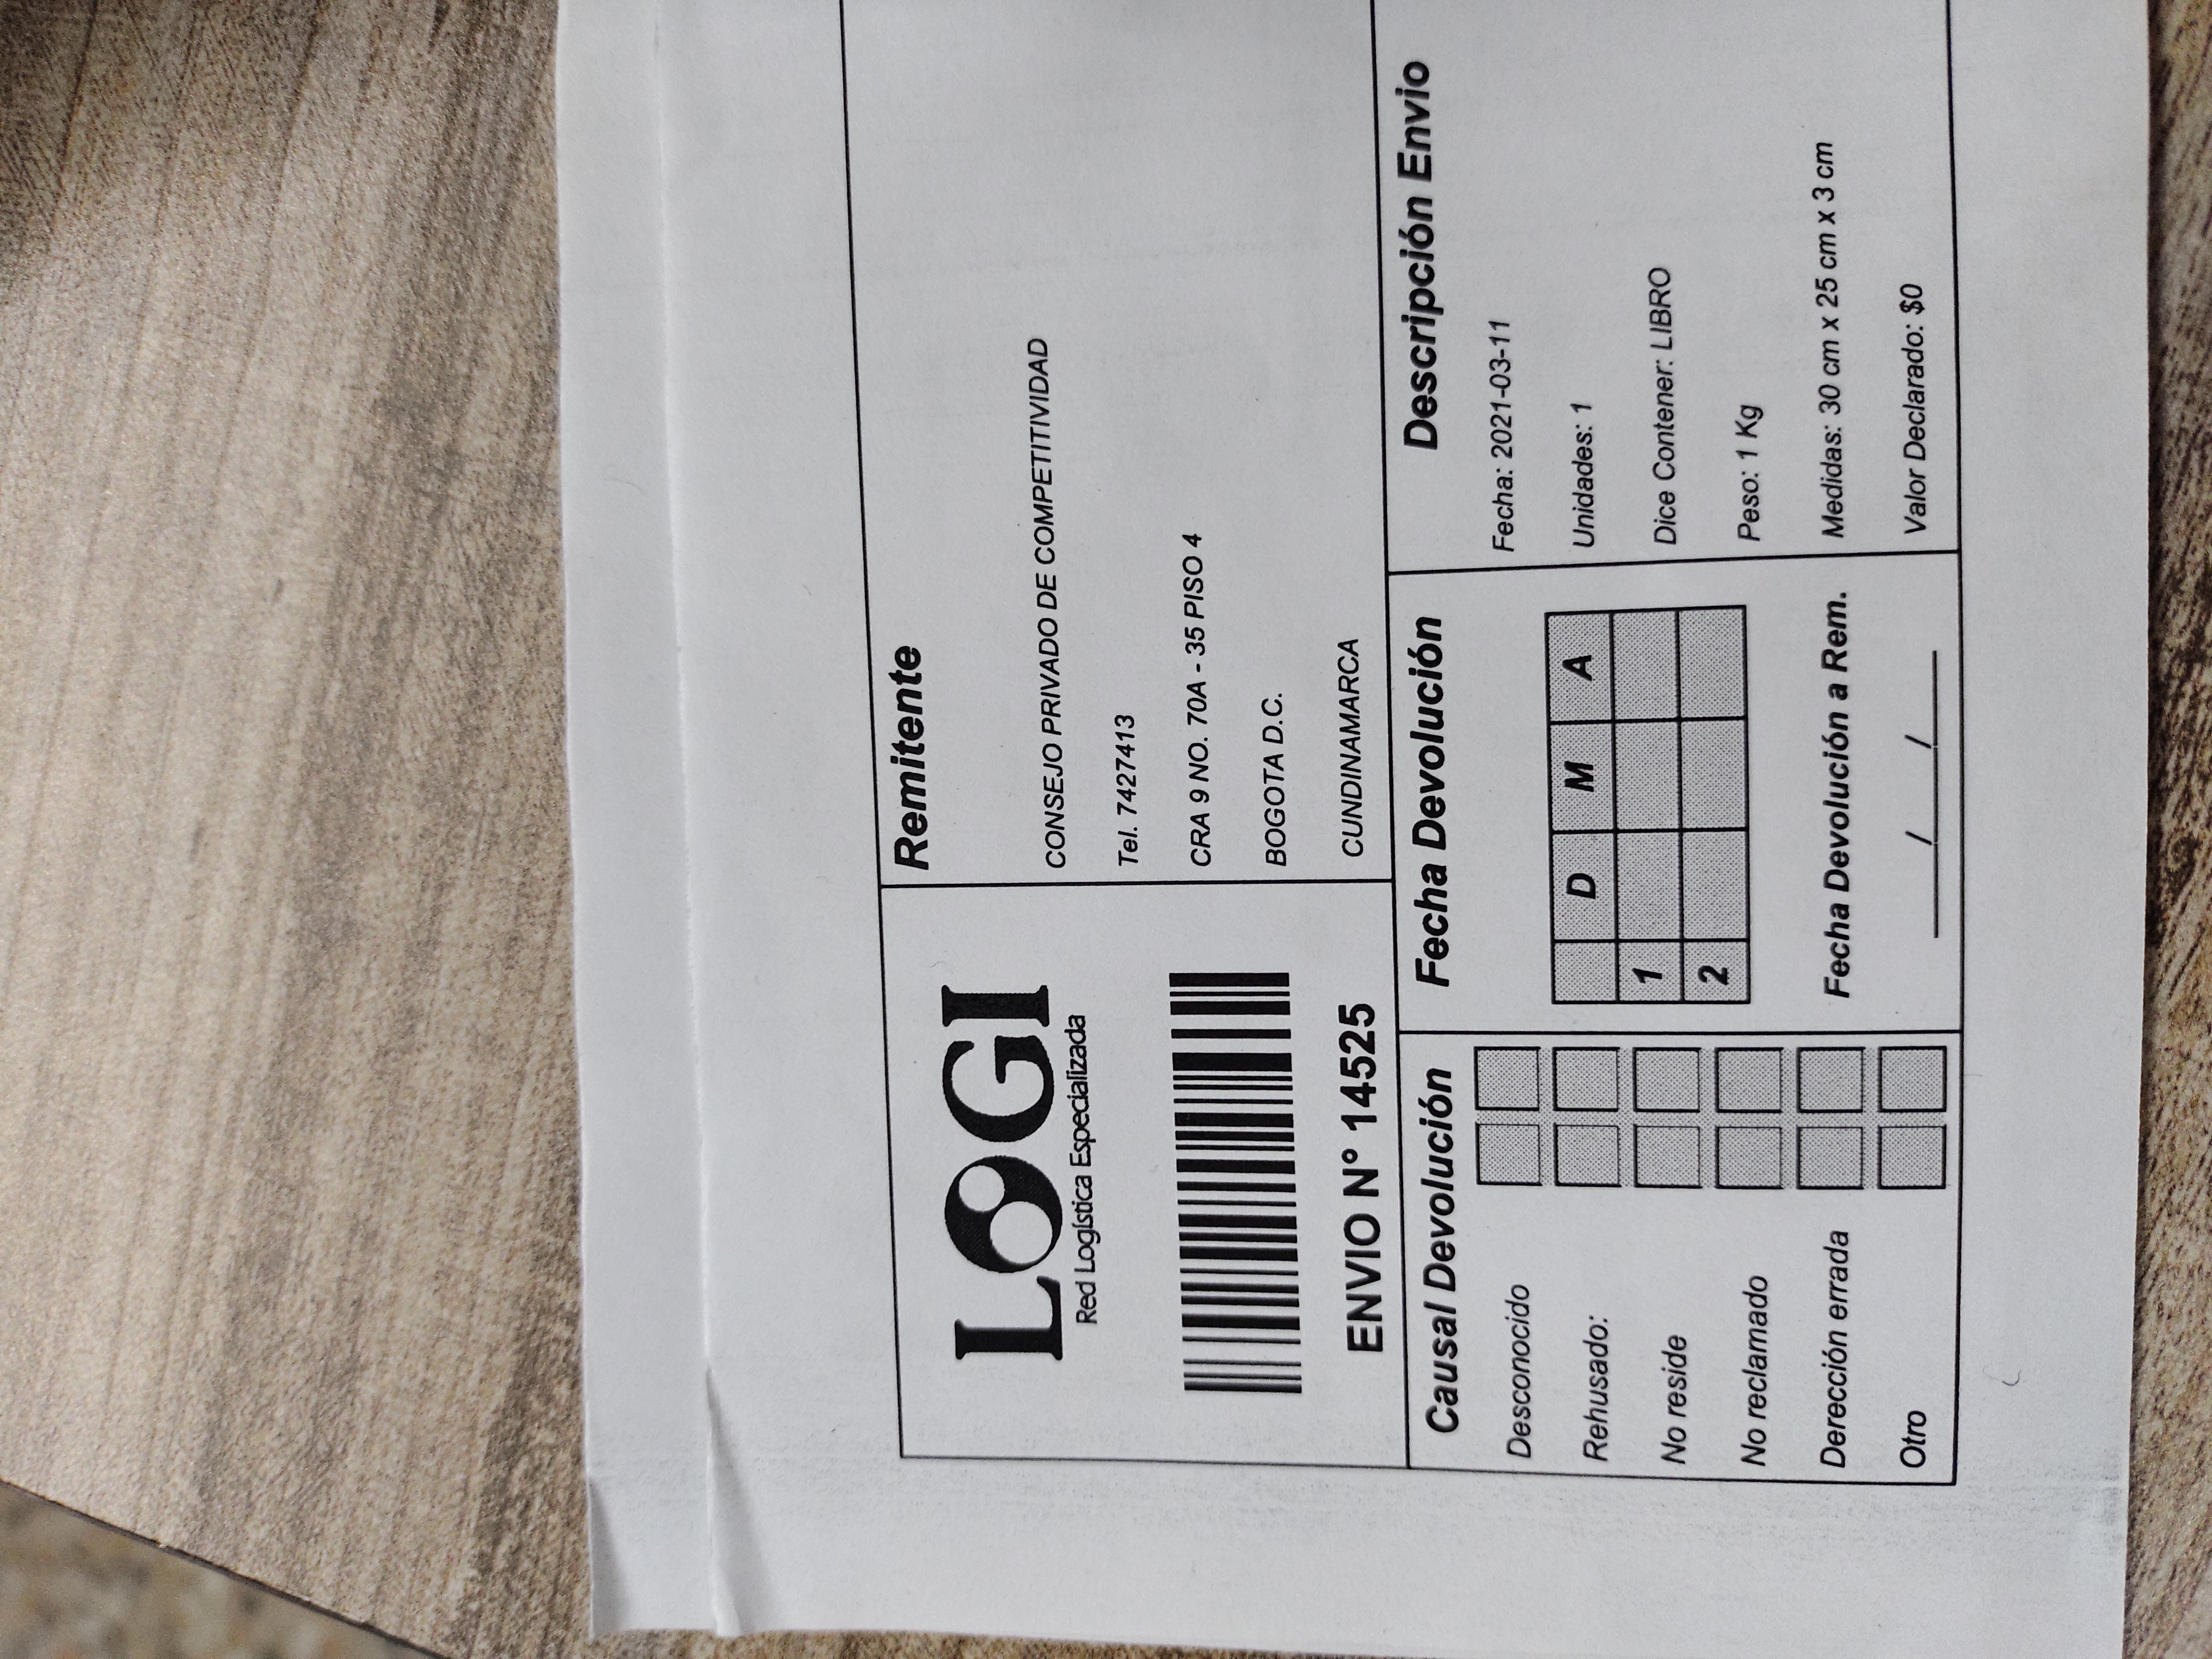 LOGI
Red Logística Especializada
ENVIO N° 14525
Remitente
CONSEJO PRIVADO DE COMPETITIVIDAD
Tel. 7427413
CRA 9 NO. 70A - 35 PISO 4
BOGOTA D.C.
CUNDINAMARCA
Causal Devolución
Desconocido
Rehusado:
No reside
No reclamado
Derección errada
Otro
Fecha Devolución
D M A
1
2
Fecha Devolución a Rem.
____/____/____
Descripción Envio
Fecha: 2021-03-11
Unidades: 1
Dice Contener: LIBRO
Peso: 1 Kg
Medidas: 30 cm x 25 cm x 3 cm
Valor Declarado: $0